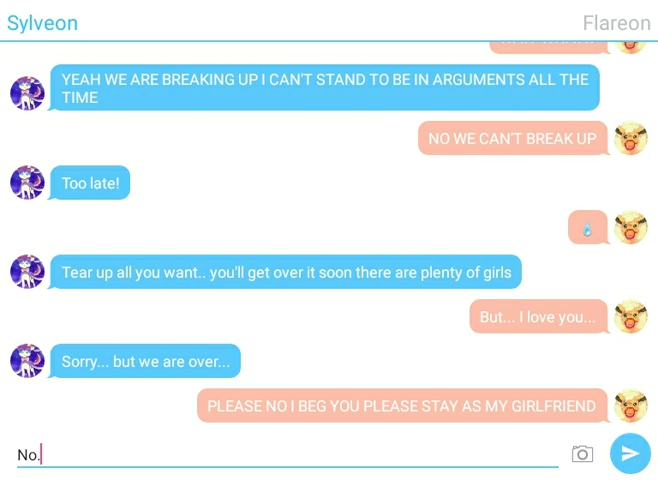 Sylveon
Flareon
YEAH WE ARE BREAKING UP I CAN'T STAND TO BE IN ARGUMENTS ALL THE
TIME
NO WE CAN'T BREAK UP
Too late!
💧
Tear up all you want.. you'll get over it soon there are plenty of girls
But... I love you...
Sorry... but we are over...
PLEASE NO I BEG YOU PLEASE STAY AS MY GIRLFRIEND
No.